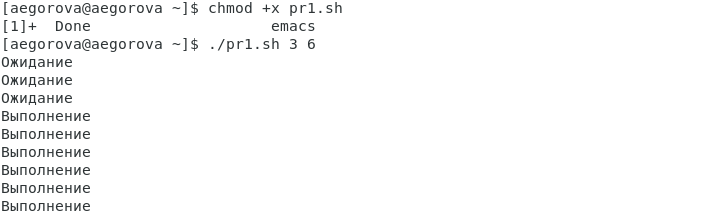 [aegorova@aegorova ~]$ chmod +x pr1.sh
[1]+  Done                    emacs
[aegorova@aegorova ~]$ ./pr1.sh 3 6
Ожидание
Ожидание
Ожидание
Выполнение
Выполнение
Выполнение
Выполнение
Выполнение
Выполнение